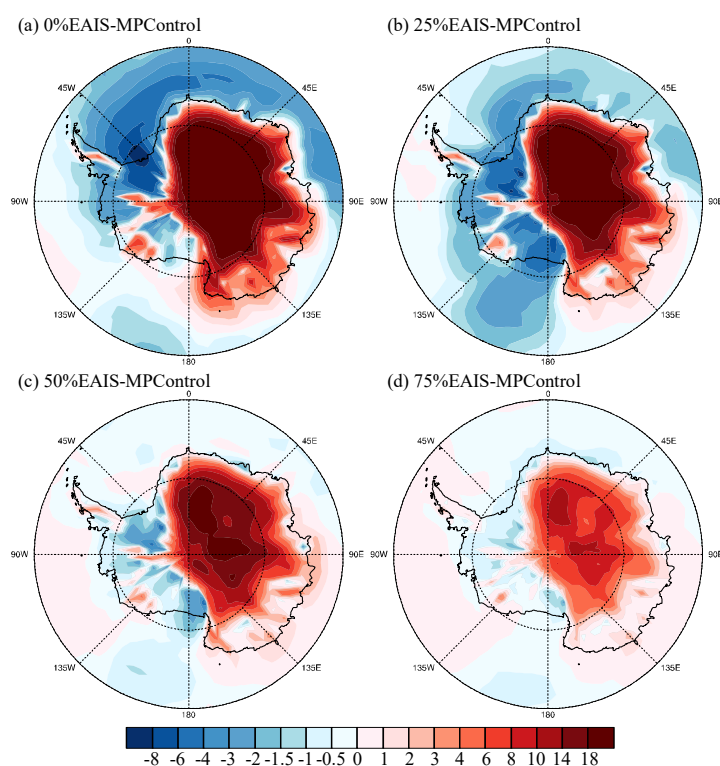 (a) 0%EAIS-MPControl
(b) 25%EAIS-MPControl
0
0
45W
45E
45W
45E
90W
90E
90W
90E
135W
135E
135W
135E
180
180
(c) 50%EAIS-MPControl
(d) 75%EAIS-MPControl
0
0
45W
45E
45W
45E
90W
90E
90W
90E
135W
135E
135W
135E
180
180
-8 -6 -4 -3 -2 -1.5 -1 -0.5 0 1 2 3 4 6 8 10 14 18